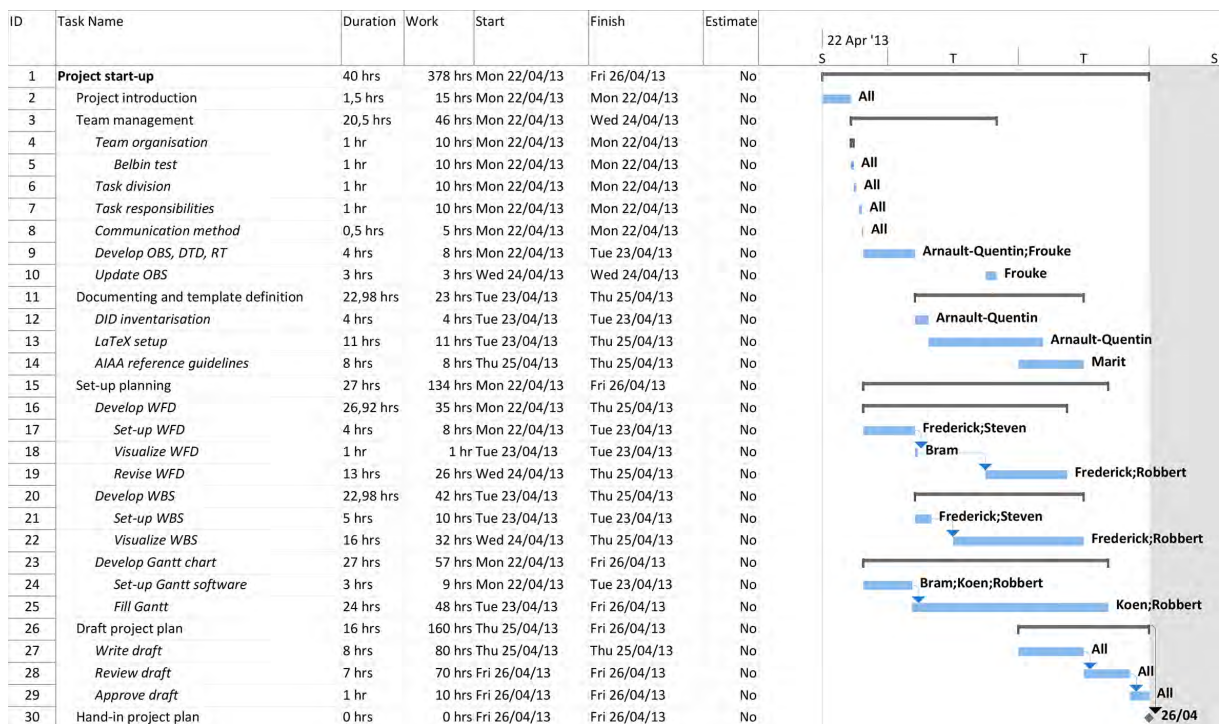 ID Task Name Duration Work Start Finish Estimate
22 Apr '13
S T T S
1 Project start-up 40 hrs 378 hrs Mon 22/04/13 Fri 26/04/13 No
2 Project introduction 1,5 hrs 15 hrs Mon 22/04/13 Mon 22/04/13 No All
3 Team management 20,5 hrs 46 hrs Mon 22/04/13 Wed 24/04/13 No
4 Team organisation 1 hr 10 hrs Mon 22/04/13 Mon 22/04/13 No
5 Belbin test 1 hr 10 hrs Mon 22/04/13 Mon 22/04/13 No All
6 Task division 1 hr 10 hrs Mon 22/04/13 Mon 22/04/13 No All
7 Task responsibilities 1 hr 10 hrs Mon 22/04/13 Mon 22/04/13 No All
8 Communication method 0,5 hrs 5 hrs Mon 22/04/13 Mon 22/04/13 No All
9 Develop OBS, DTD, RT 4 hrs 8 hrs Mon 22/04/13 Tue 23/04/13 No Arnault-Quentin;Frouke
10 Update OBS 3 hrs 3 hrs Wed 24/04/13 Wed 24/04/13 No Frouke
11 Documenting and template definition 22,98 hrs 23 hrs Tue 23/04/13 Thu 25/04/13 No
12 DID inventarisation 4 hrs 4 hrs Tue 23/04/13 Tue 23/04/13 No Arnault-Quentin
13 LaTeX setup 11 hrs 11 hrs Tue 23/04/13 Thu 25/04/13 No Arnault-Quentin
14 AIAA reference guidelines 8 hrs 8 hrs Thu 25/04/13 Thu 25/04/13 No Marit
15 Set-up planning 27 hrs 134 hrs Mon 22/04/13 Fri 26/04/13 No
16 Develop WFD 26,92 hrs 35 hrs Mon 22/04/13 Thu 25/04/13 No
17 Set-up WFD 4 hrs 8 hrs Mon 22/04/13 Tue 23/04/13 No Frederick;Steven
18 Visualize WFD 1 hr 1 hr Tue 23/04/13 Tue 23/04/13 No Bram
19 Revise WFD 13 hrs 26 hrs Wed 24/04/13 Thu 25/04/13 No Frederick;Robbert
20 Develop WBS 22,98 hrs 42 hrs Tue 23/04/13 Thu 25/04/13 No
21 Set-up WBS 5 hrs 10 hrs Tue 23/04/13 Tue 23/04/13 No Frederick;Steven
22 Visualize WBS 16 hrs 32 hrs Wed 24/04/13 Thu 25/04/13 No Frederick;Robbert
23 Develop Gantt chart 27 hrs 57 hrs Mon 22/04/13 Fri 26/04/13 No
24 Set-up Gantt software 3 hrs 9 hrs Mon 22/04/13 Tue 23/04/13 No Bram;Koen;Robbert
25 Fill Gantt 24 hrs 48 hrs Tue 23/04/13 Fri 26/04/13 No Koen;Robbert
26 Draft project plan 16 hrs 160 hrs Thu 25/04/13 Fri 26/04/13 No
27 Write draft 8 hrs 80 hrs Thu 25/04/13 Thu 25/04/13 No All
28 Review draft 7 hrs 70 hrs Fri 26/04/13 Fri 26/04/13 No All
29 Approve draft 1 hr 10 hrs Fri 26/04/13 Fri 26/04/13 No All
30 Hand-in project plan 0 hrs 0 hrs Fri 26/04/13 Fri 26/04/13 No 26/04